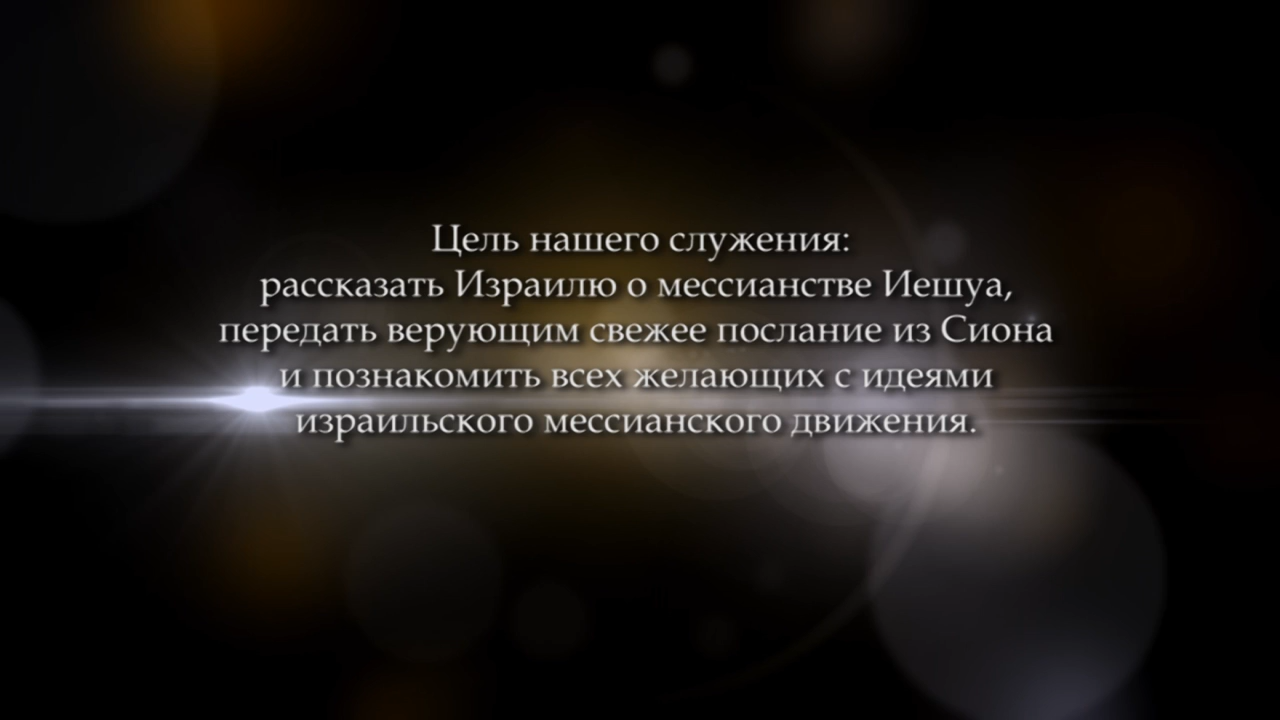 Цель нашего служения:
рассказать Израилю о мессианстве Иешуа,
передать верующим свежее послание из Сиона
и познакомить всех желающих с идеями
израильского мессианского движения.